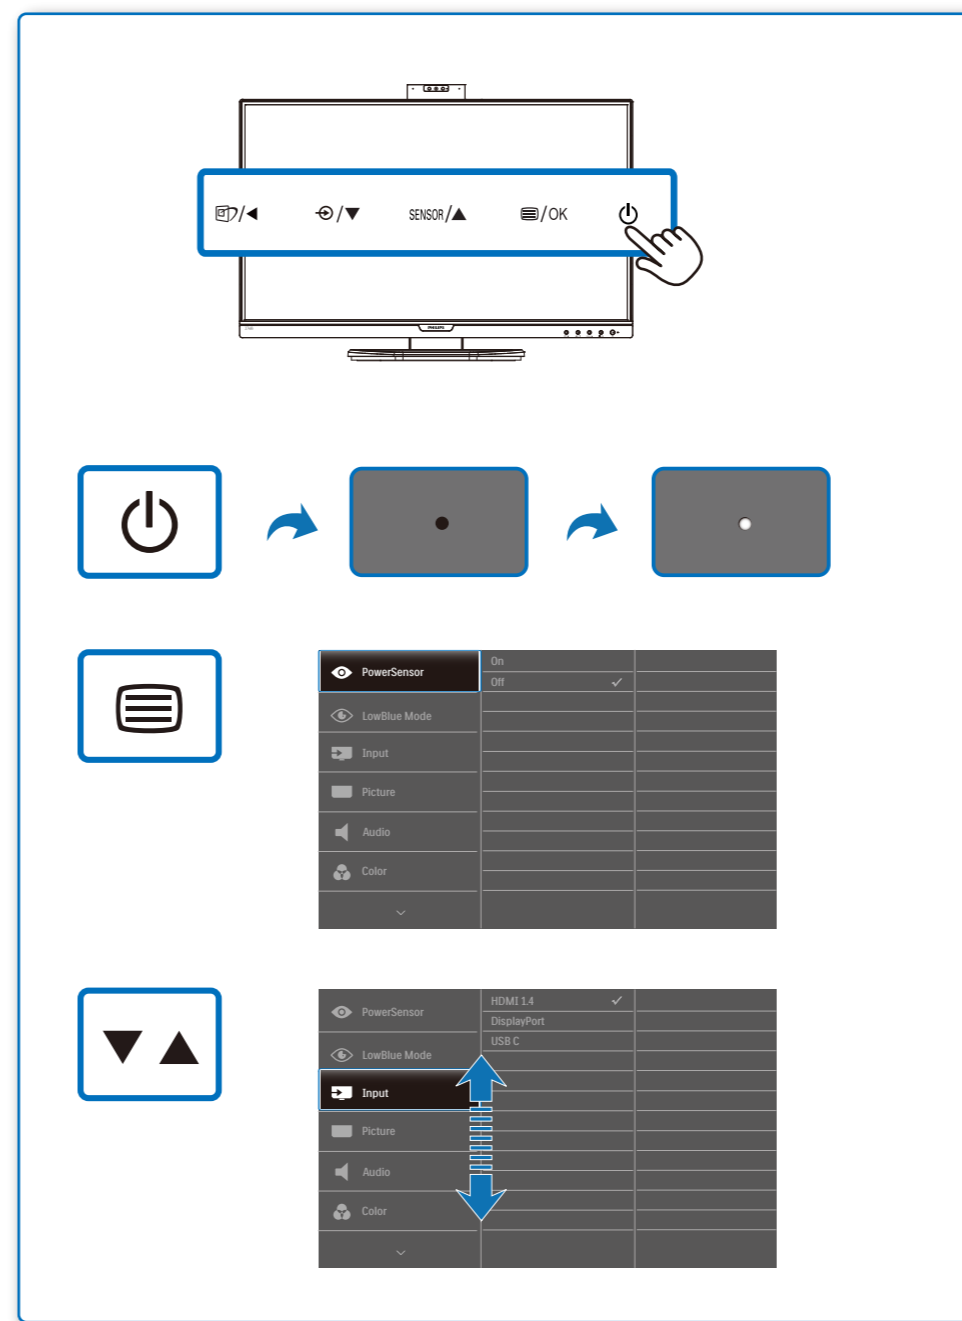 /◀ /▼ SENSOR/▲ /OK
PHILIPS
PowerSensor
On
Off ✓
LowBlue Mode
Input
Picture
Audio
Color
PowerSensor
HDMI 1.4 ✓
DisplayPort
USB C
LowBlue Mode
Input
Picture
Audio
Color